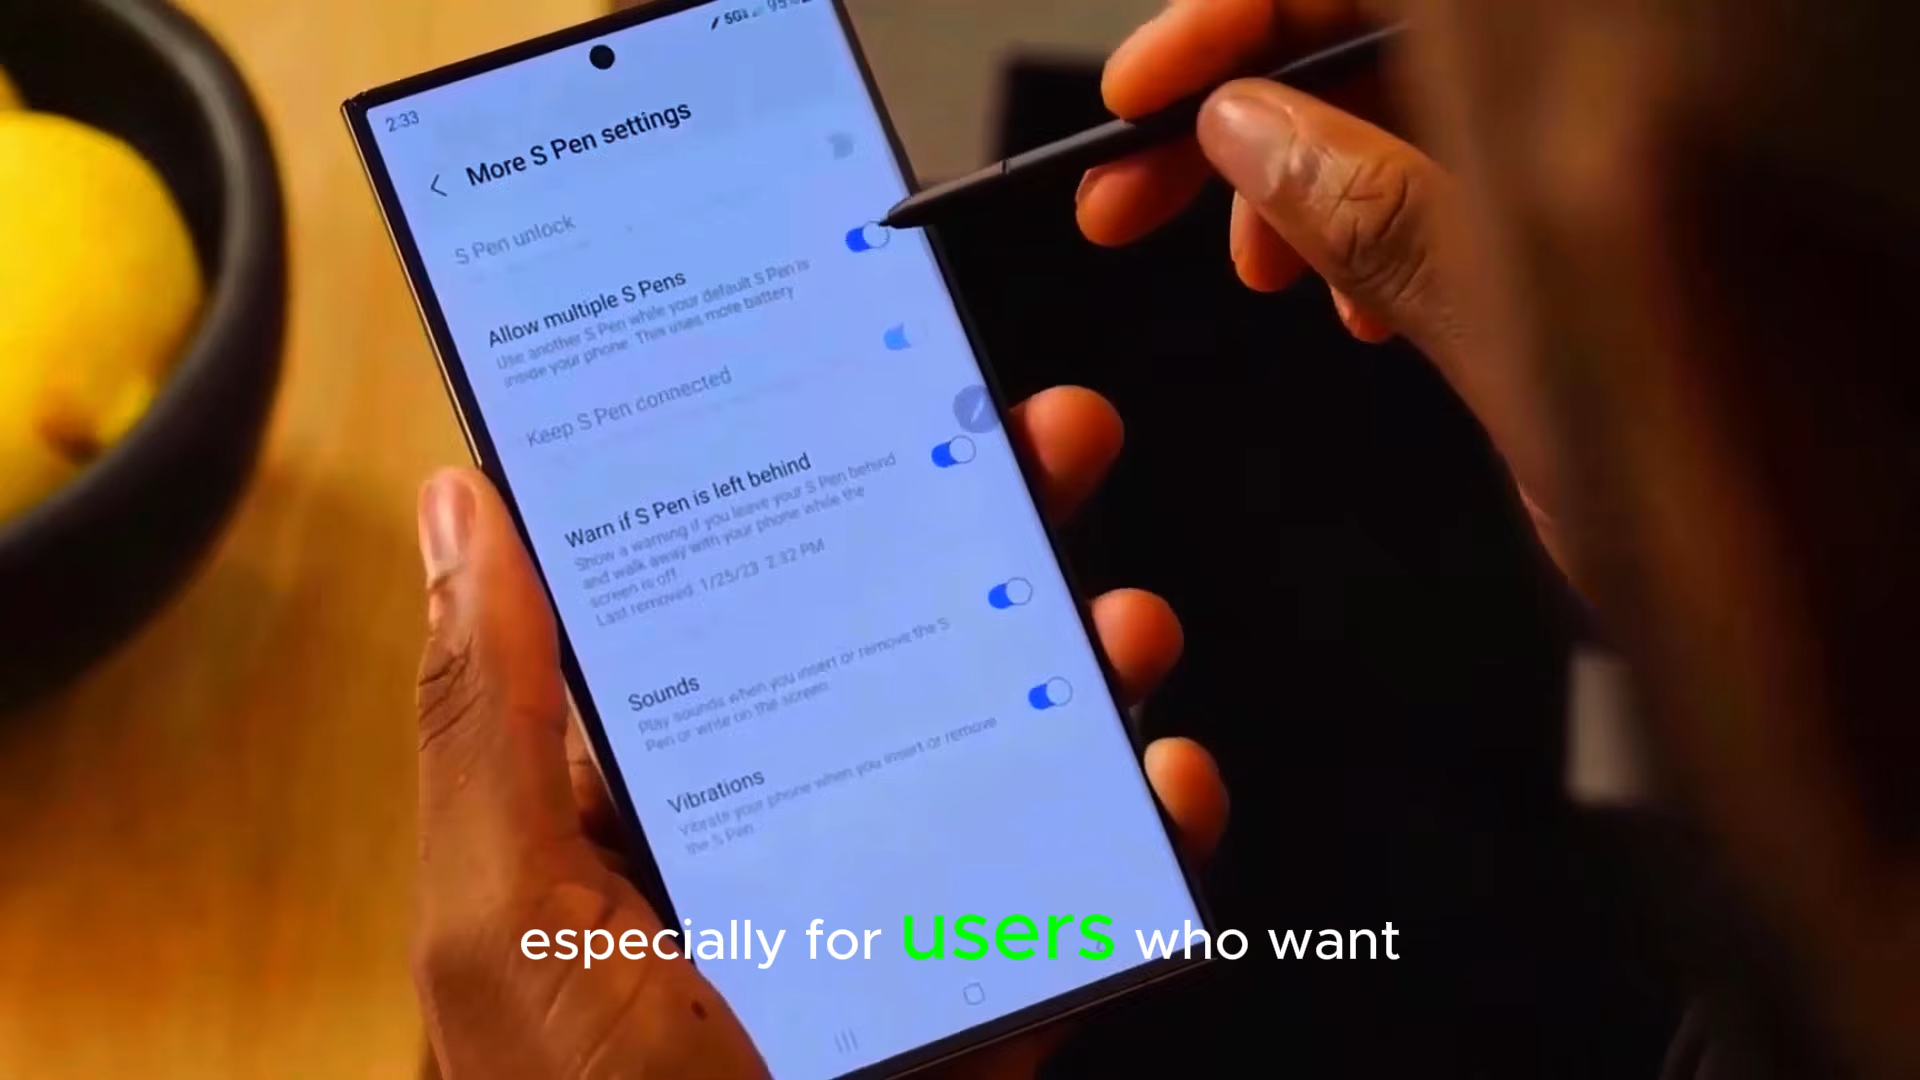 5G 95%
2:33
More S Pen settings
S Pen unlock
Allow multiple S Pens
Use another S Pen while your default S Pen is
inside your phone. This uses more battery
Keep S Pen connected
Warn if S Pen is left behind
Show a warning if you leave your S Pen behind
and walk away with your phone while the
screen is off.
Last removed 1/25/23 2:32 PM
Sounds
Play sounds when you insert or remove the S
Pen or write on the screen.
Vibrations
Vibrate your phone when you insert or remove
the S Pen.
especially for users who want